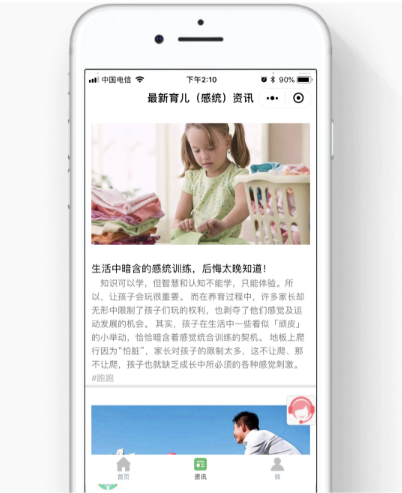 中国电信
下午2:10
90%
最新育儿（感统）资讯
生活中暗含的感统训练，后悔太晚知道！
知识可以学，但智慧和认知不能学，只能体验。所
以，让孩子会玩很重要。 而在养育过程中，许多家长却
无形中限制了孩子们玩的权利，也剥夺了他们感觉及运
动发展的机会。 其实，孩子在生活中一些看似「顽皮」
的小举动，恰恰暗含着感觉统合训练的契机。 地板上爬
行因为“怕脏”，家长对孩子的限制太多，这不让爬、那
不让爬，孩子也就缺乏成长中所必须的各种感觉刺激。
#跑跑
首页
资讯
我